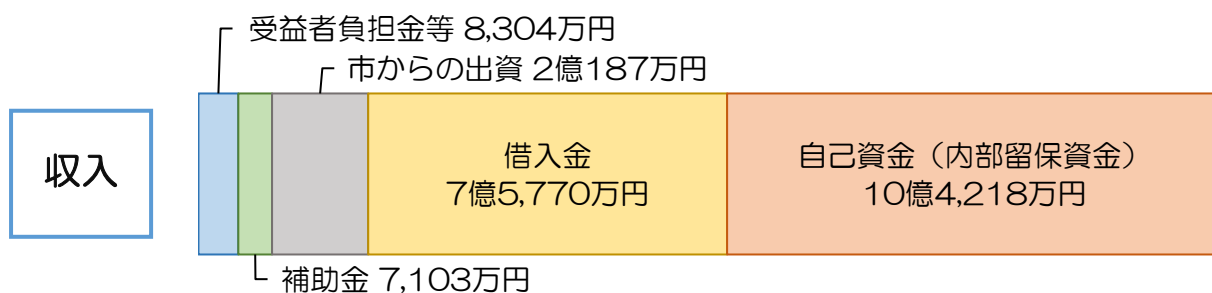 受益者負担金等 8,304万円
市からの出資 2億187万円
収入
借入金
7億5,770万円
自己資金（内部留保資金）
10億4,218万円
補助金 7,103万円